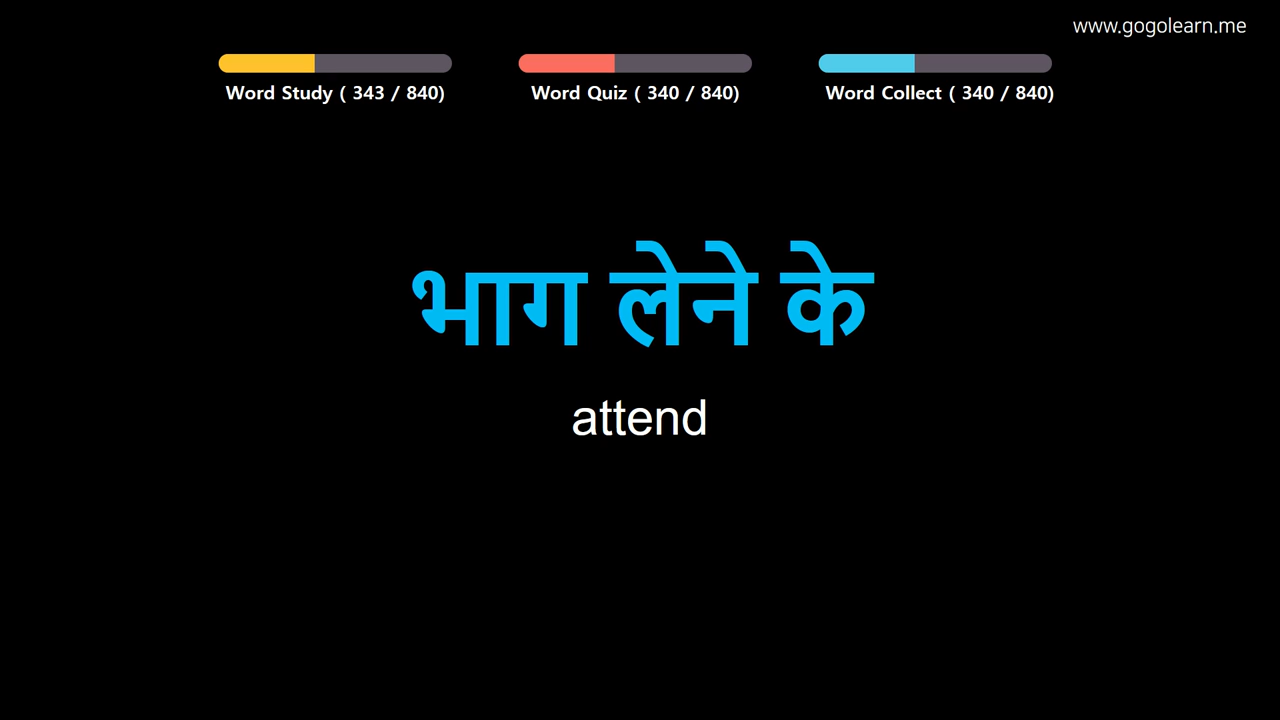 www.gogolearn.me
Word Study ( 343 / 840)
Word Quiz ( 340 / 840)
Word Collect ( 340 / 840)
भाग लेने के
attend